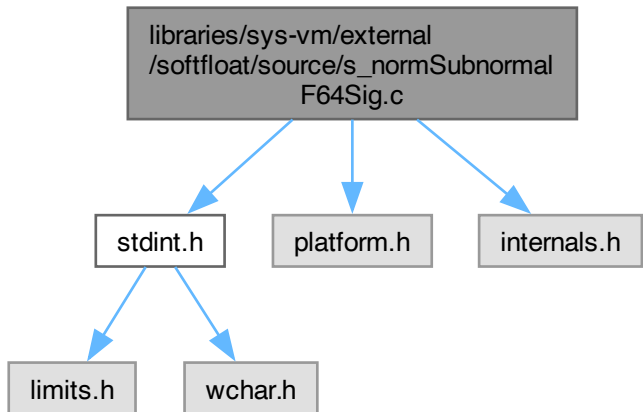 libraries/sys-vm/external
/softfloat/source/s_normSubnormal
F64Sig.c
stdint.h
platform.h
internals.h
limits.h
wchar.h